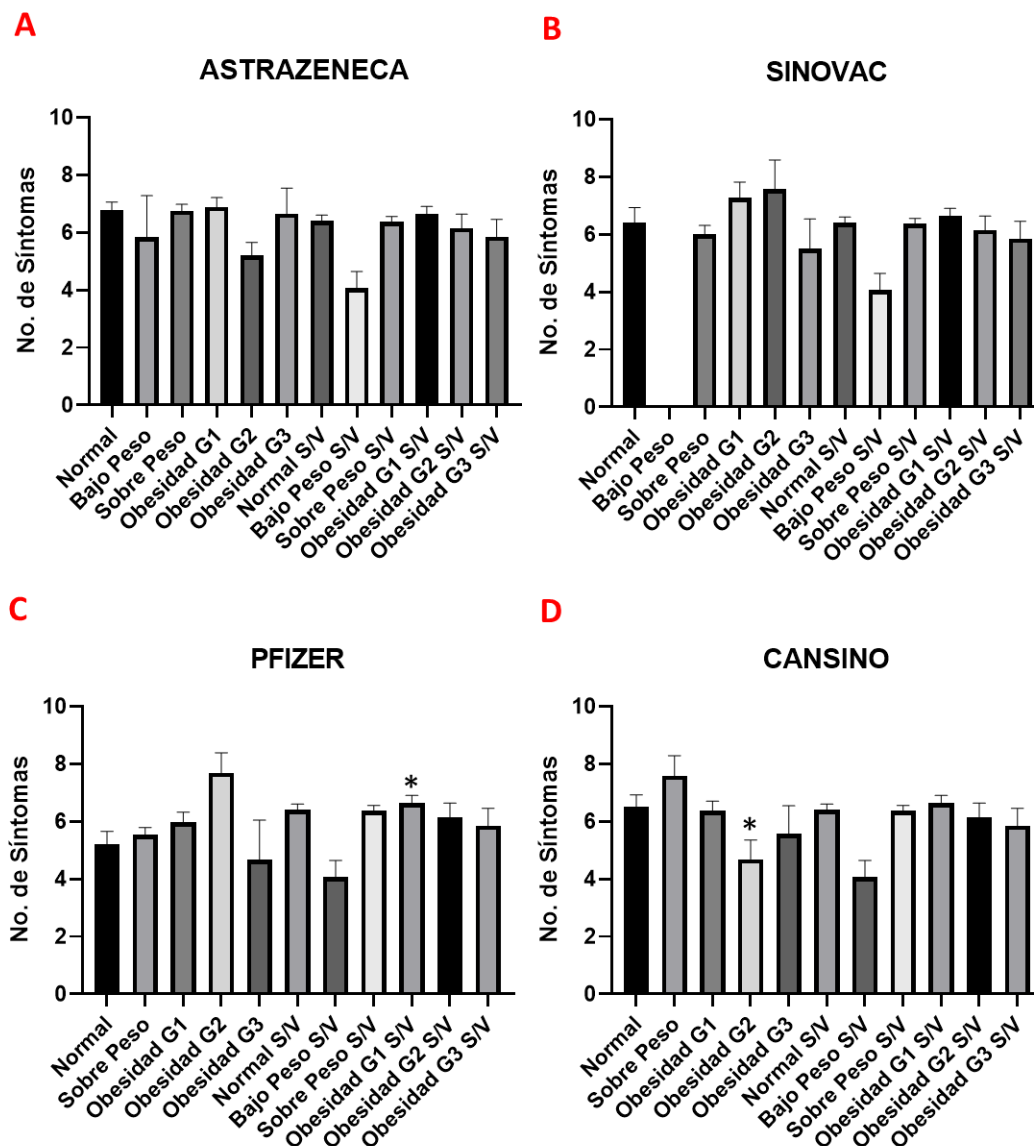 A
ASTRAZENECA
No. de Síntomas
10
8
6
4
2
0
Normal
Bajo Peso
Sobre Peso
Obesidad G1
Obesidad G2
Obesidad G3
Normal S/V
Bajo Peso S/V
Sobre Peso S/V
Obesidad G1 S/V
Obesidad G2 S/V
Obesidad G3 S/V
B
SINOVAC
No. de Síntomas
10
8
6
4
2
0
Normal
Bajo Peso
Sobre Peso
Obesidad G1
Obesidad G2
Obesidad G3
Normal S/V
Bajo Peso S/V
Sobre Peso S/V
Obesidad G1 S/V
Obesidad G2 S/V
Obesidad G3 S/V
C
PFIZER
No. de Síntomas
10
8
6
4
2
0
*
Normal
Sobre Peso
Obesidad G1
Obesidad G2
Obesidad G3
Normal S/V
Bajo Peso S/V
Sobre Peso S/V
Obesidad G1 S/V
Obesidad G2 S/V
Obesidad G3 S/V
D
CANSINO
No. de Síntomas
10
8
6
4
2
0
*
Normal
Sobre Peso
Obesidad G1
Obesidad G2
Obesidad G3
Normal S/V
Bajo Peso S/V
Sobre Peso S/V
Obesidad G1 S/V
Obesidad G2 S/V
Obesidad G3 S/V